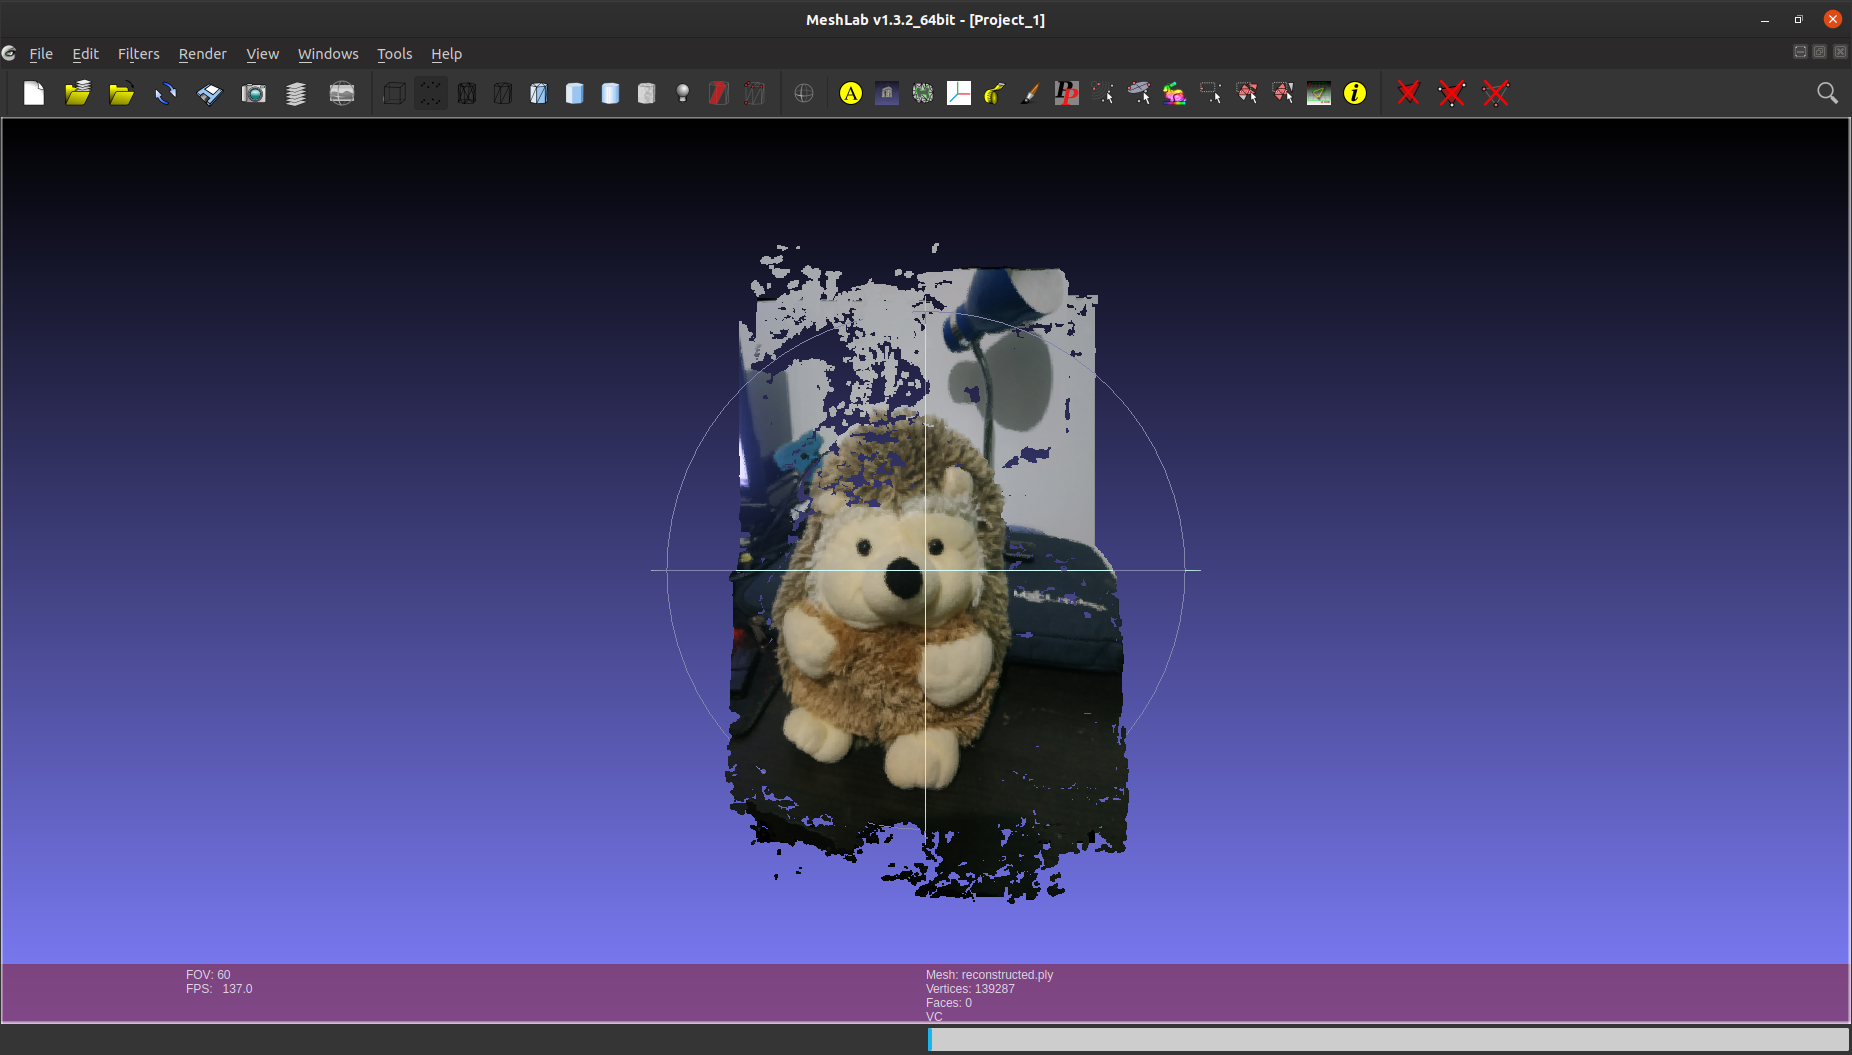 MeshLab v1.3.2_64bit - [Project_1]
File Edit Filters Render View Windows Tools Help
A
PP
i
FOV: 60
FPS: 137.0
Mesh: reconstructed.ply
Vertices: 139287
Faces: 0
VC